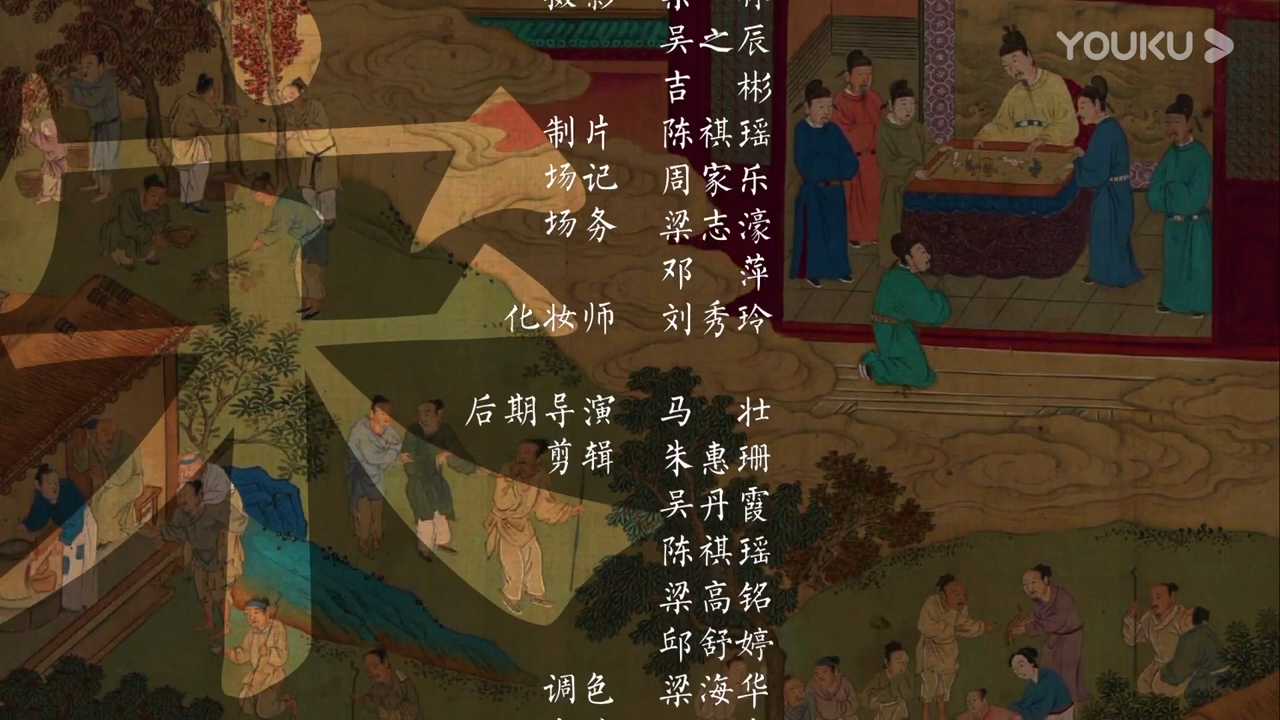 YOUKU
吴之辰
吉 彬
制片 陈祺瑶
场记 周家乐
场务 梁志濠
邓 萍
化妆师 刘秀玲
后期导演 马 壮
剪辑 朱惠珊
吴丹霞
陈祺瑶
梁高铭
邱舒婷
调色 梁海华